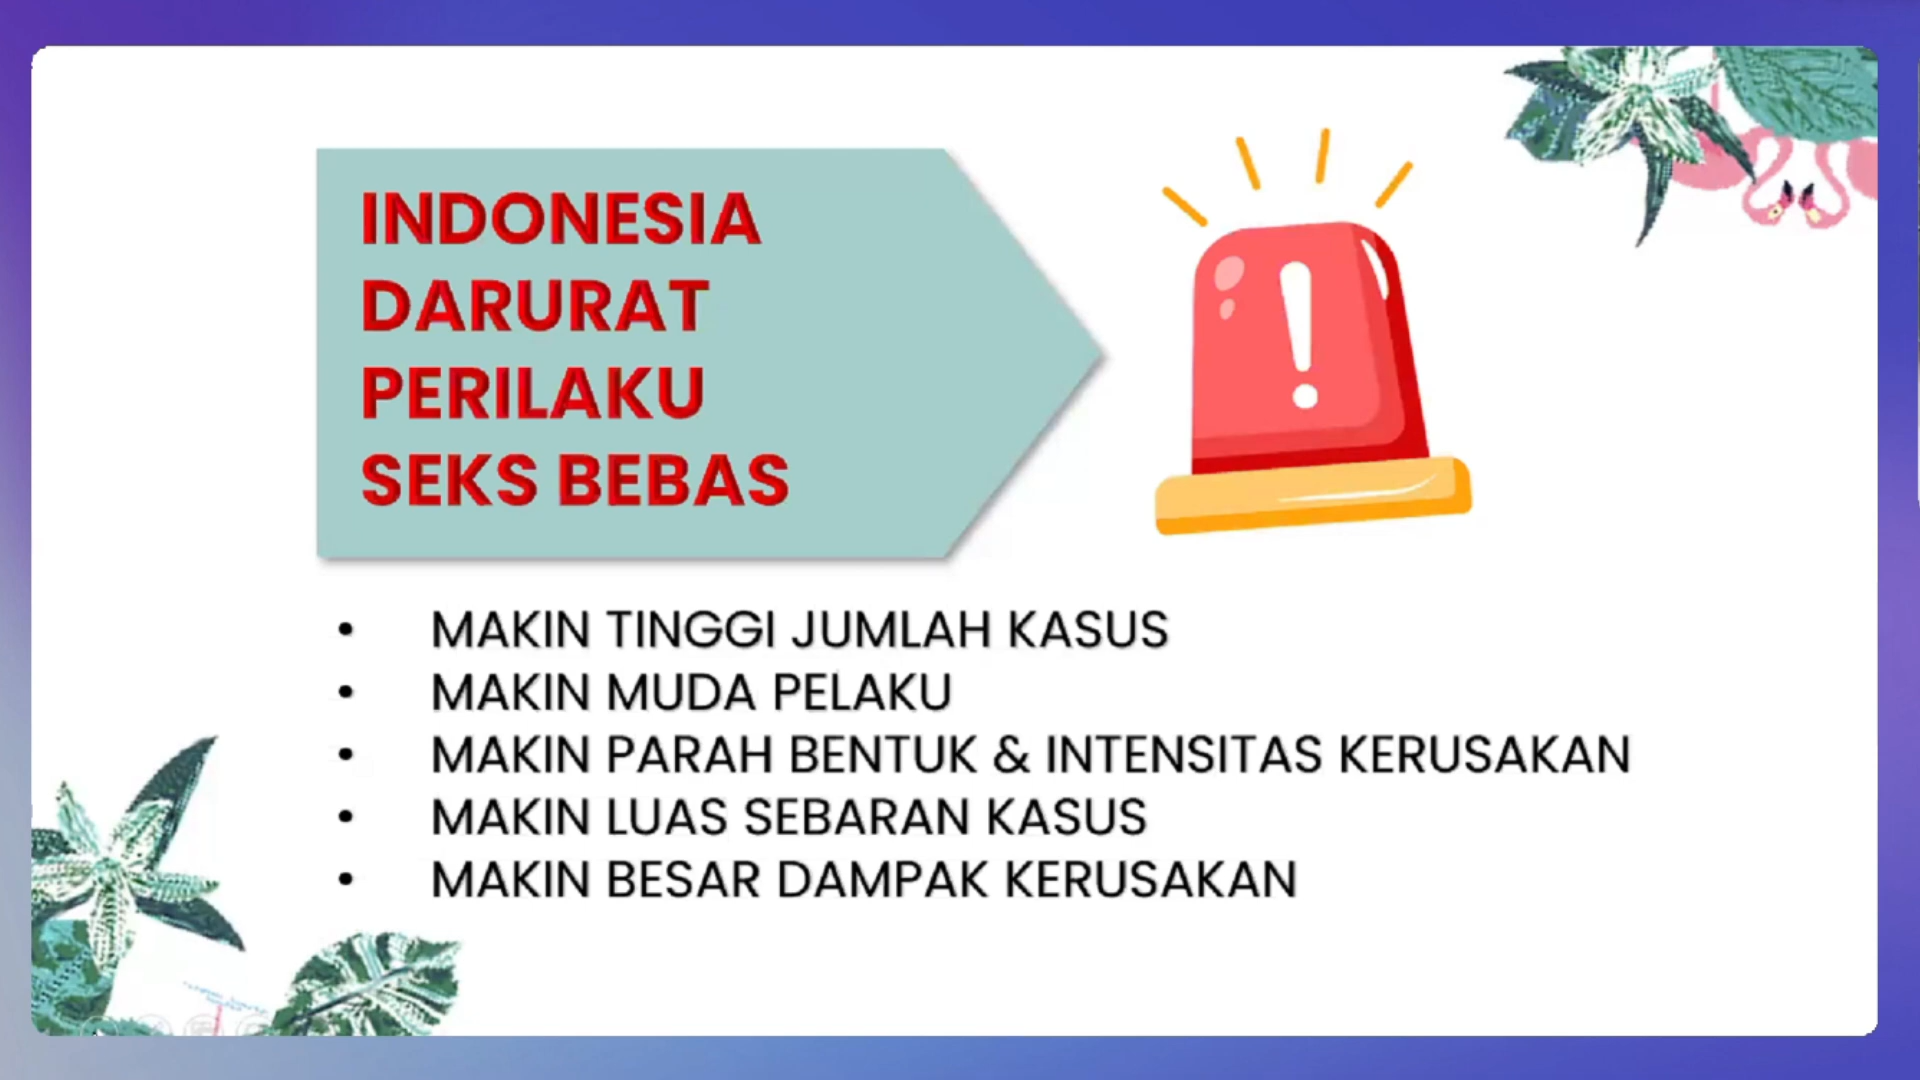 INDONESIA
DARURAT
PERILAKU
SEKS BEBAS
• MAKIN TINGGI JUMLAH KASUS
• MAKIN MUDA PELAKU
• MAKIN PARAH BENTUK & INTENSITAS KERUSAKAN
• MAKIN LUAS SEBARAN KASUS
• MAKIN BESAR DAMPAK KERUSAKAN